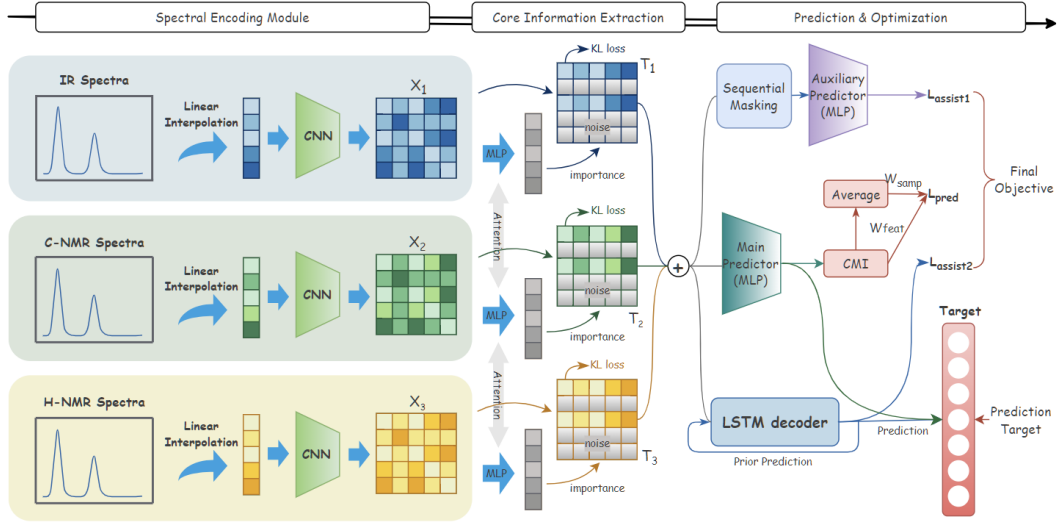 Spectral Encoding Module
Core Information Extraction
Prediction & Optimization
IR Spectra
Linear
Interpolation
CNN
X1
MLP
KL loss
T1
noise
importance
Attention
C-NMR Spectra
Linear
Interpolation
CNN
X2
MLP
KL loss
noise
T2
importance
Attention
H-NMR Spectra
Linear
Interpolation
CNN
X3
MLP
KL loss
noise
T3
importance
Sequential
Masking
Auxiliary
Predictor
(MLP)
Lassist1
Average
Wsamp
Lpred
Wfeat
CMI
Main
Predictor
(MLP)
Lassist2
Final
Objective
LSTM decoder
Prior Prediction
Prediction
Target
Prediction
Target